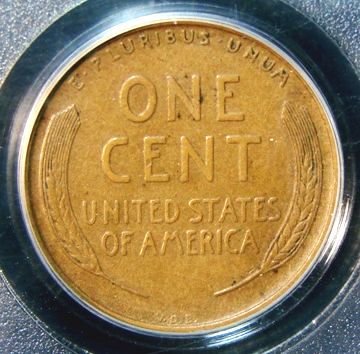 E·PLURIBUS·UNUM
ONE
CENT
UNITED STATES
OF AMERICA
V.D.B.